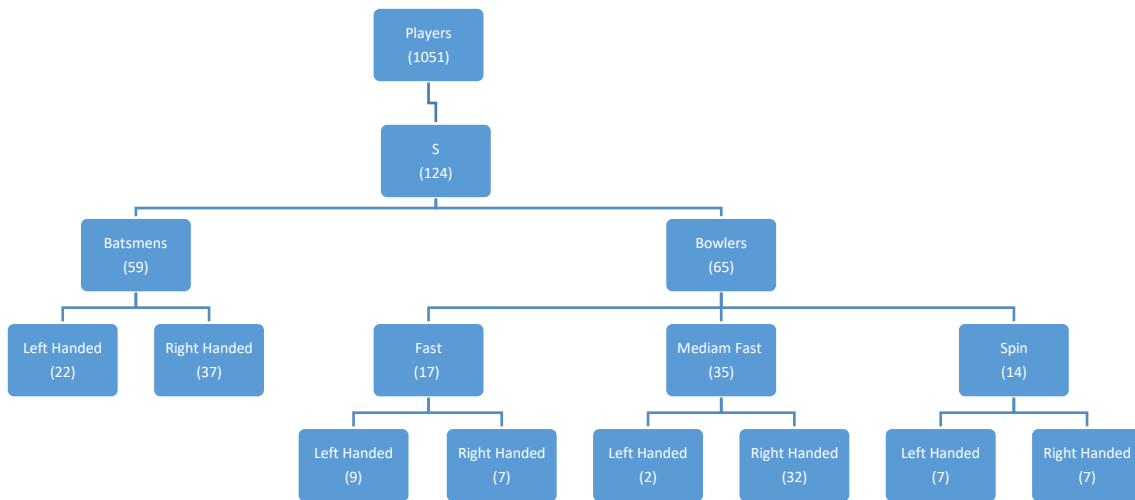 Players
(1051)
S
(124)
Batsmens
(59)
Bowlers
(65)
Left Handed
(22)
Right Handed
(37)
Fast
(17)
Mediam Fast
(35)
Spin
(14)
Left Handed
(9)
Right Handed
(7)
Left Handed
(2)
Right Handed
(32)
Left Handed
(7)
Right Handed
(7)